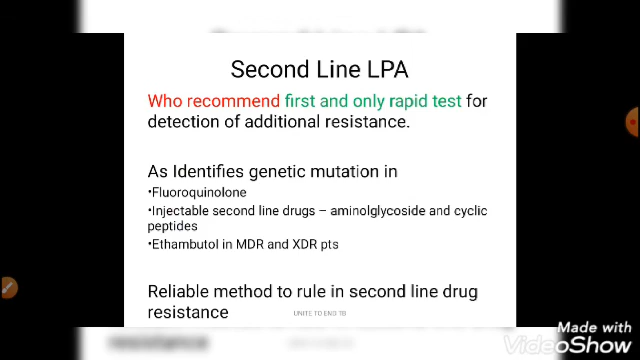 Second Line LPA
Who recommend first and only rapid test for
detection of additional resistance.
As Identifies genetic mutation in
•Fluoroquinolone
•Injectable second line drugs – aminolglycoside and cyclic
peptides
•Ethambutol in MDR and XDR pts
Reliable method to rule in second line drug
resistance
UNITE TO END TB
resistance
Made with
VideoShow